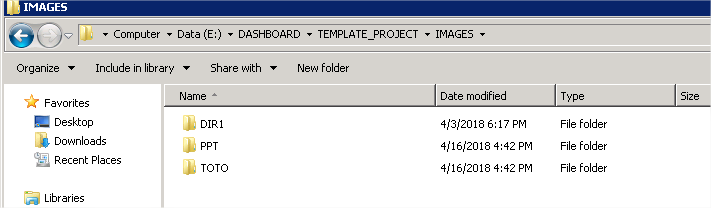 IMAGES
Computer Data (E:) DASHBOARD TEMPLATE_PROJECT IMAGES
Organize Include in library Share with New folder
Favorites
Desktop
Downloads
Recent Places
Libraries
Name Date modified Type Size
DIR1 4/3/2018 6:17 PM File folder
PPT 4/16/2018 4:42 PM File folder
TOTO 4/16/2018 4:42 PM File folder